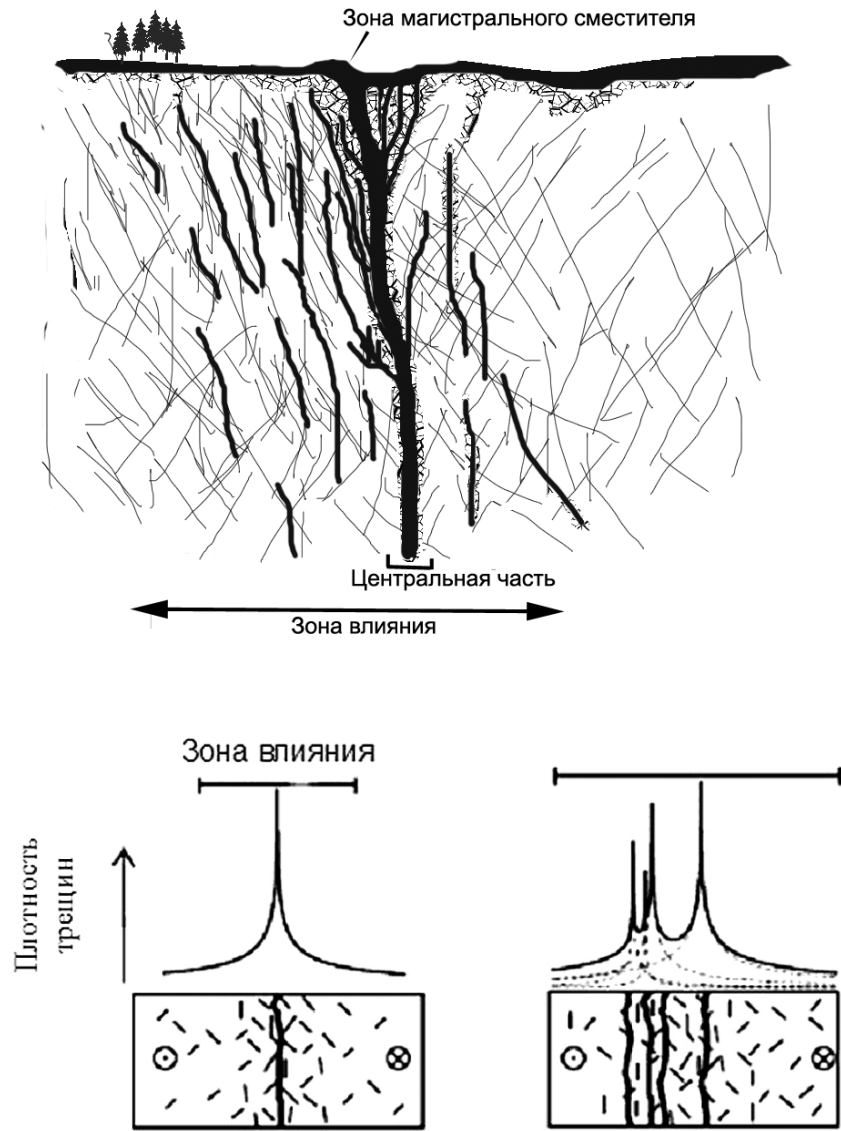 Зона магистрального сместителя
Центральная часть
Зона влияния
Зона влияния
Плотность
трещин